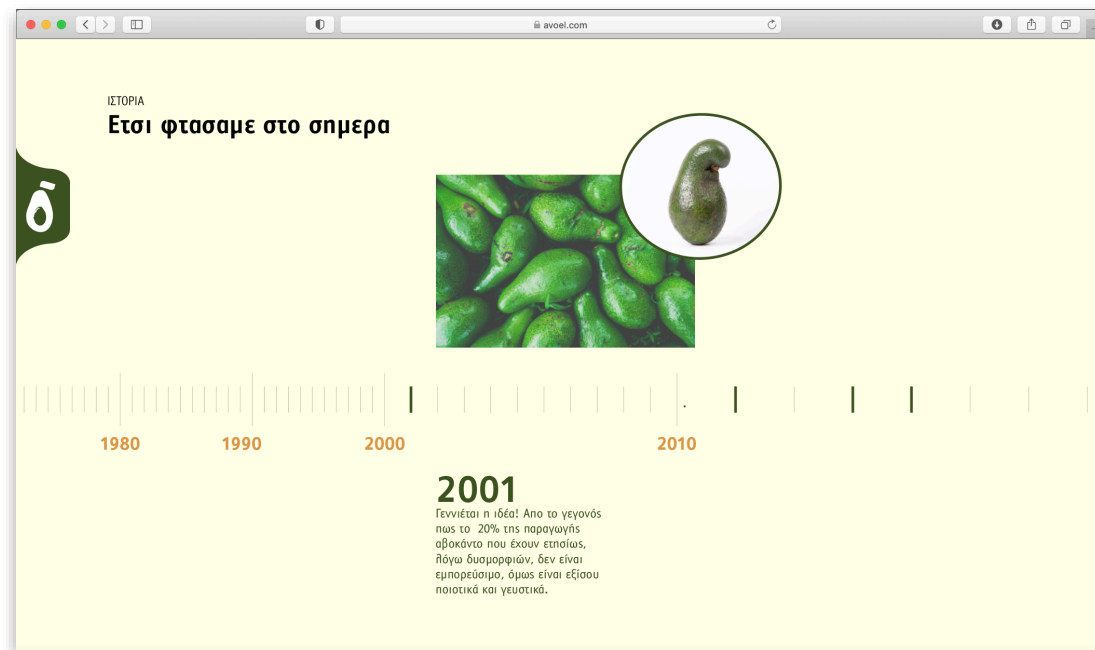 avoel.com
ΙΣΤΟΡΙΑ
Ετσι φτασαμε στο σημερα
1980 1990 2000 2010
2001
Γεννιέται η ιδέα! Απο το γεγονός
πως το 20% της παραγωγής
αβοκάντο που έχουν ετησίως,
λόγω δυσμορφιών, δεν είναι
εμπορεύσιμο, όμως είναι εξίσου
ποιοτικά και γευστικά.